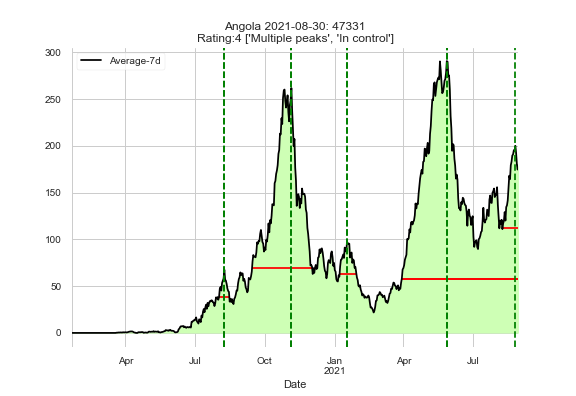 Angola 2021-08-30: 47331
Rating:4 ['Multiple peaks', 'In control']
Average-7d
300
250
200
150
100
50
0
Apr
Jul
Oct
Jan
2021
Apr
Jul
Date